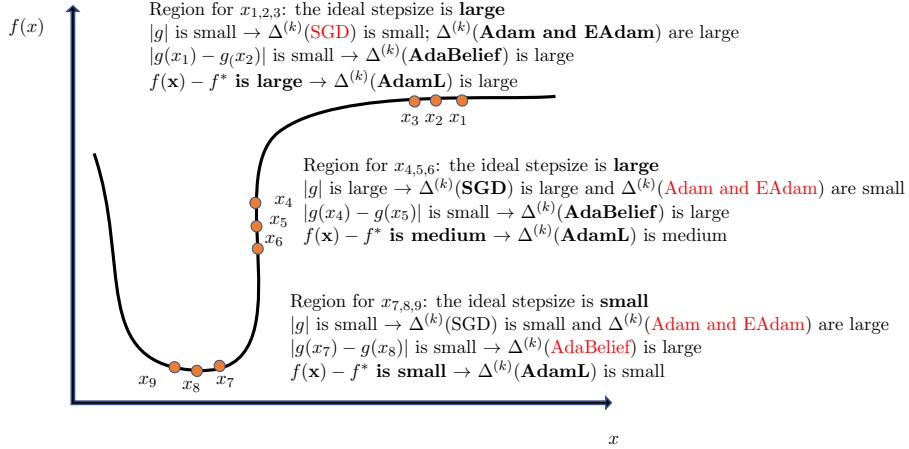 f(x)
Region for x₁,₂,₃: the ideal stepsize is large
|g| is small → Δ⁽ᵏ⁾(SGD) is small; Δ⁽ᵏ⁾(Adam and EAdam) are large
|g(x₁) − g₍x₂)| is small → Δ⁽ᵏ⁾(AdaBelief) is large
f(x) − f* is large → Δ⁽ᵏ⁾(AdamL) is large
x₃ x₂ x₁
Region for x₄,₅,₆: the ideal stepsize is large
|g| is large → Δ⁽ᵏ⁾(SGD) is large and Δ⁽ᵏ⁾(Adam and EAdam) are small
|g(x₄) − g(x₅)| is small → Δ⁽ᵏ⁾(AdaBelief) is large
f(x) − f* is medium → Δ⁽ᵏ⁾(AdamL) is medium
x₄
x₅
x₆
Region for x₇,₈,₉: the ideal stepsize is small
|g| is small → Δ⁽ᵏ⁾(SGD) is small and Δ⁽ᵏ⁾(Adam and EAdam) are large
|g(x₇) − g(x₈)| is small → Δ⁽ᵏ⁾(AdaBelief) is large
f(x) − f* is small → Δ⁽ᵏ⁾(AdamL) is small
x₉ x₈ x₇
x